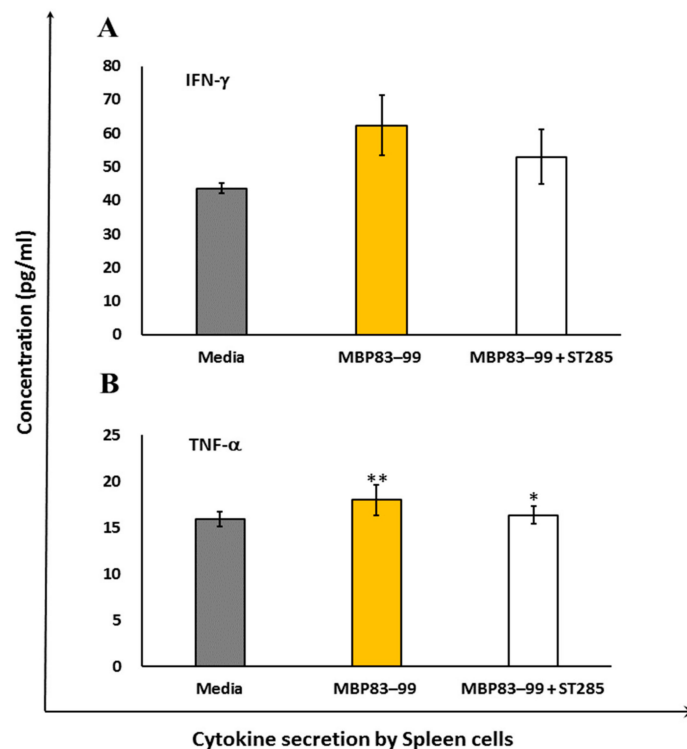 A
IFN-γ
80
70
60
50
40
30
20
10
0
Media MBP83–99 MBP83–99 + ST285
Concentration (pg/ml)
B
TNF-α
25
20
15
10
5
0
** *
Media MBP83–99 MBP83–99 + ST285
Cytokine secretion by Spleen cells